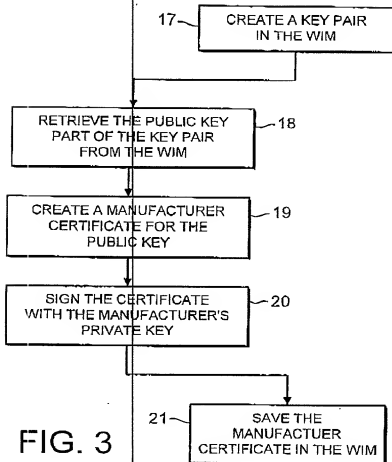 17
CREATE A KEY PAIR
IN THE WIM
RETRIEVE THE PUBLIC KEY
PART OF THE KEY PAIR
FROM THE WIM
18
CREATE A MANUFACTURER
CERTIFICATE FOR THE
PUBLIC KEY
19
SIGN THE CERTIFICATE
WITH THE MANUFACTURER'S
PRIVATE KEY
20
21
SAVE THE
MANUFACTUER
CERTIFICATE IN THE WIM
FIG. 3